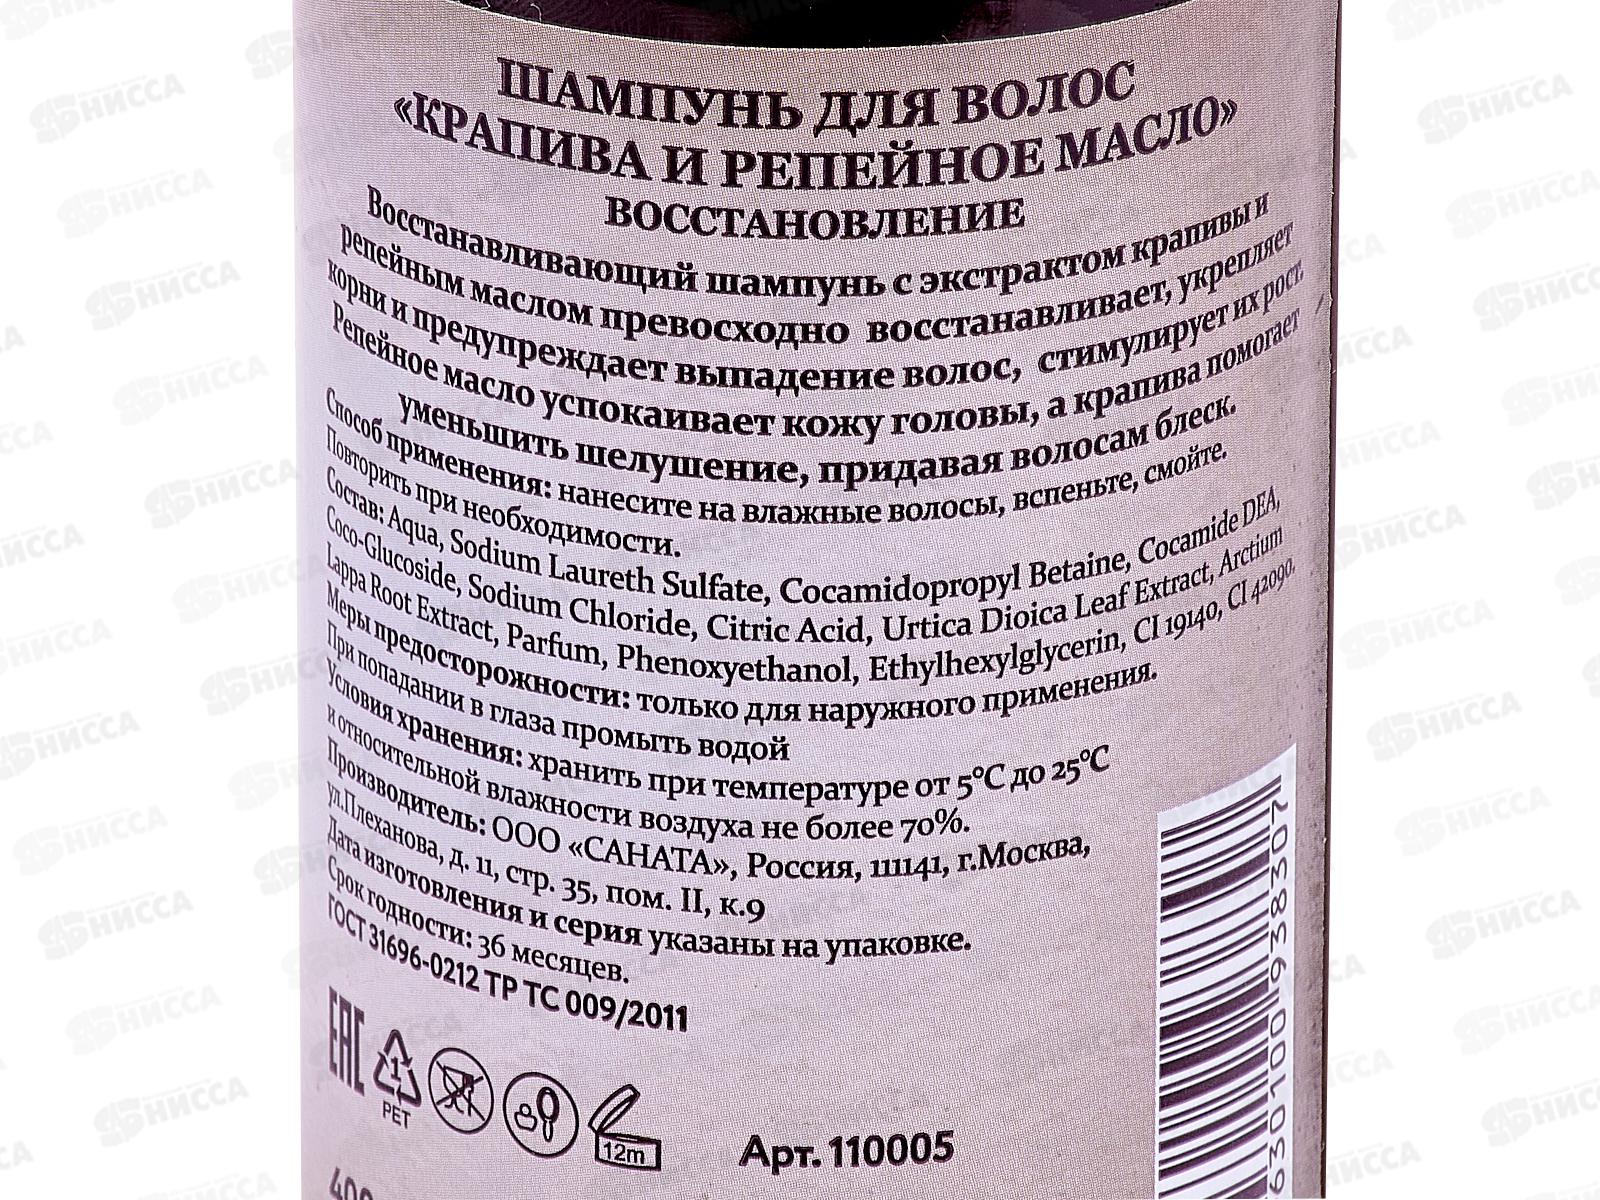 ШАМПУНЬ ДЛЯ ВОЛОС
«КРАПИВА И РЕПЕЙНОЕ МАСЛО»
ВОССТАНОВЛЕНИЕ
Восстанавливающий шампунь с экстрактом крапивы и
репейным маслом превосходно восстанавливает, укрепляет
корни и предупреждает выпадение волос, стимулирует их рост.
Репейное масло успокаивает кожу головы, а крапива помогает
уменьшить шелушение, придавая волосам блеск.
Способ применения: нанесите на влажные волосы, вспеньте, смойте.
Повторить при необходимости.
Состав: Aqua, Sodium Laureth Sulfate, Cocamidopropyl Betaine, Cocamide DEA,
Coco-Glucoside, Sodium Chloride, Citric Acid, Urtica Dioica Leaf Extract, Arctium
Lappa Root Extract, Parfum, Phenoxyethanol, Ethylhexylglycerin, CI 19140, CI 42090.
Меры предосторожности: только для наружного применения.
При попадании в глаза промыть водой
Условия хранения: хранить при температуре от 5°C до 25°C
и относительной влажности воздуха не более 70%.
Производитель: ООО «САНАТА», Россия, 111141, г.Москва,
ул.Плеханова, д. 11, стр. 35, пом. II, к.9
Дата изготовления и серия указаны на упаковке.
Срок годности: 36 месяцев.
ГОСТ 31696-0212 ТР ТС 009/2011
EAC
1
PET
12m
Арт. 110005
630100 938307
400
НИССА